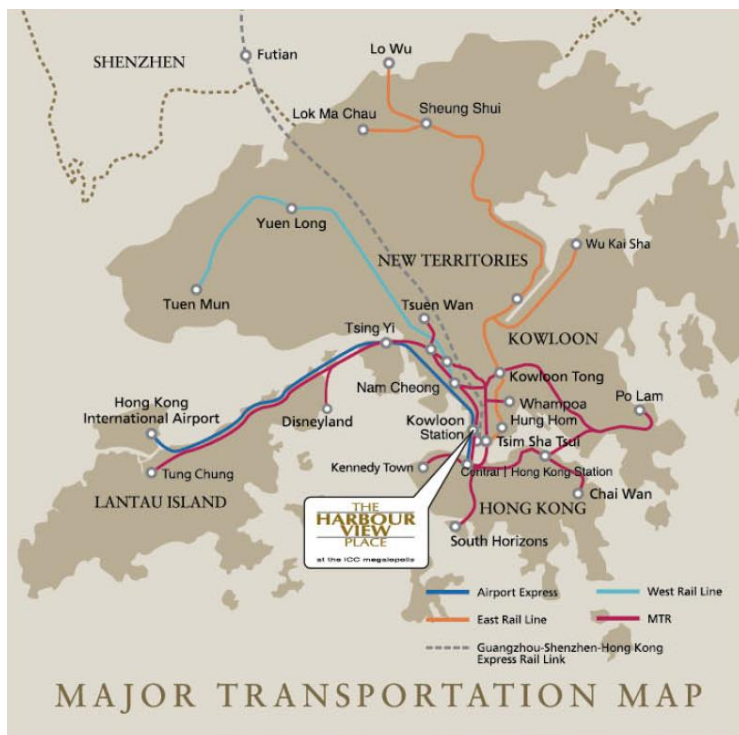 SHENZHEN
Futian
Lo Wu
Lok Ma Chau
Sheung Shui
Yuen Long
NEW TERRITORIES
Wu Kai Sha
Tuen Mun
Tsuen Wan
Tsing Yi
KOWLOON
Kowloon Tong
Nam Cheong
Whampoa
Po Lam
Hong Kong
International Airport
Disneyland
Kowloon
Station
Hung Hom
Tsim Sha Tsui
Tung Chung
Kennedy Town
Central | Hong Kong Station
LANTAU ISLAND
Chai Wan
HONG KONG
THE
HARBOUR
VIEW
PLACE
at the ICC megalopolis
South Horizons
Airport Express
West Rail Line
East Rail Line
MTR
Guangzhou-Shenzhen-Hong Kong
Express Rail Link
MAJOR TRANSPORTATION MAP